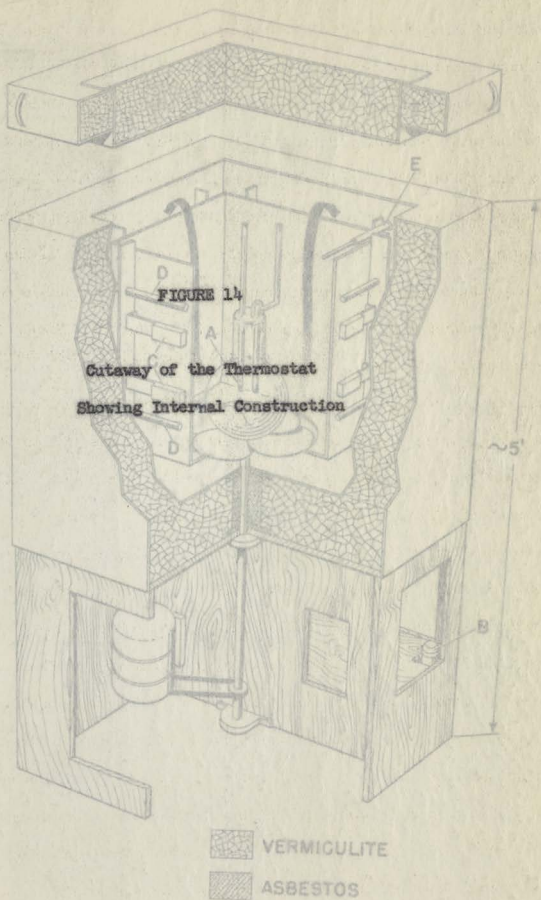 E
D
FIGURE 14
A
Cutaway of the Thermostat
C
Showing Internal Construction
D
~5'
B
VERMICULITE
ASBESTOS